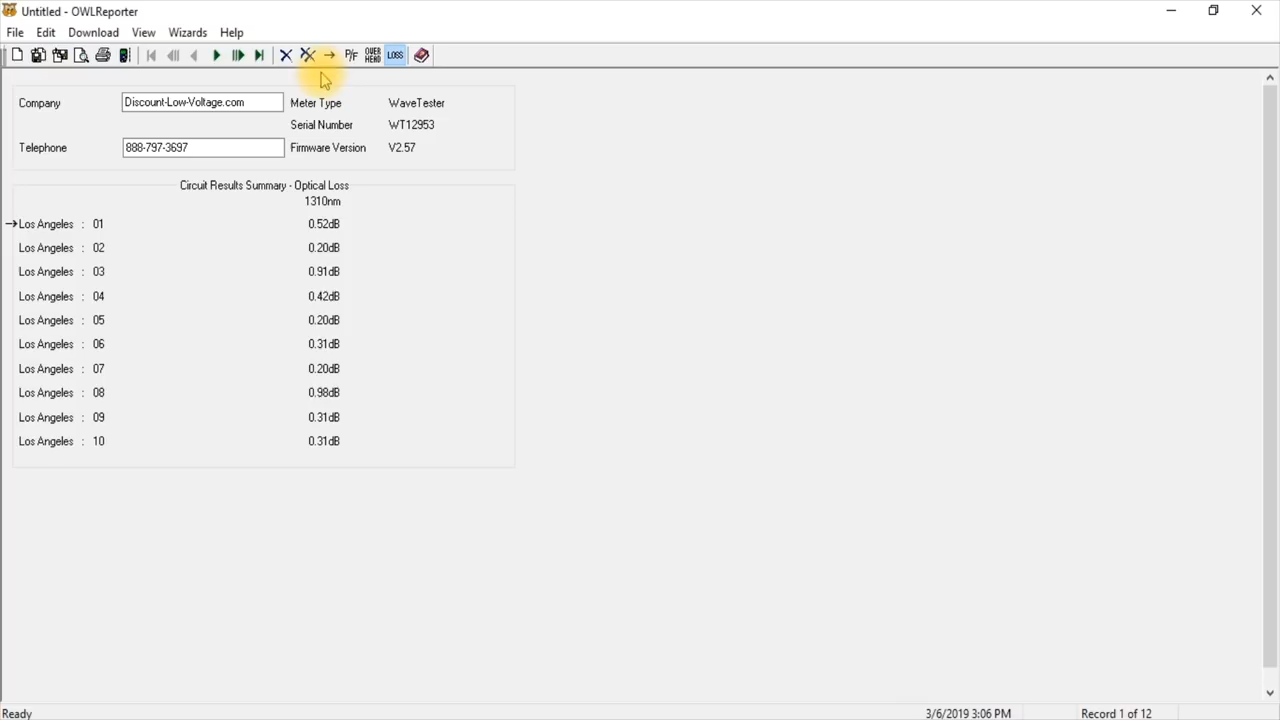 Untitled - OWLReporter
File Edit Download View Wizards Help
P/F OVER HEAD LOSS
Company Discount-Low-Voltage.com Meter Type WaveTester
Serial Number WT12953
Telephone 888-797-3697 Firmware Version V2.57
Circuit Results Summary - Optical Loss
1310nm
Los Angeles : 01 0.52dB
Los Angeles : 02 0.20dB
Los Angeles : 03 0.91dB
Los Angeles : 04 0.42dB
Los Angeles : 05 0.20dB
Los Angeles : 06 0.31dB
Los Angeles : 07 0.20dB
Los Angeles : 08 0.98dB
Los Angeles : 09 0.31dB
Los Angeles : 10 0.31dB
Ready 3/6/2019 3:06 PM Record 1 of 12